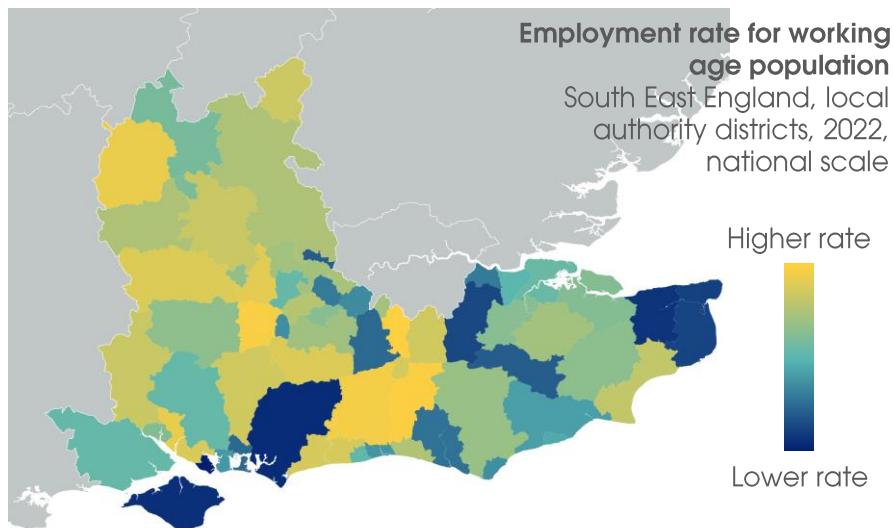 Employment rate for working
age population
South East England, local
authority districts, 2022,
national scale
Higher rate
Lower rate